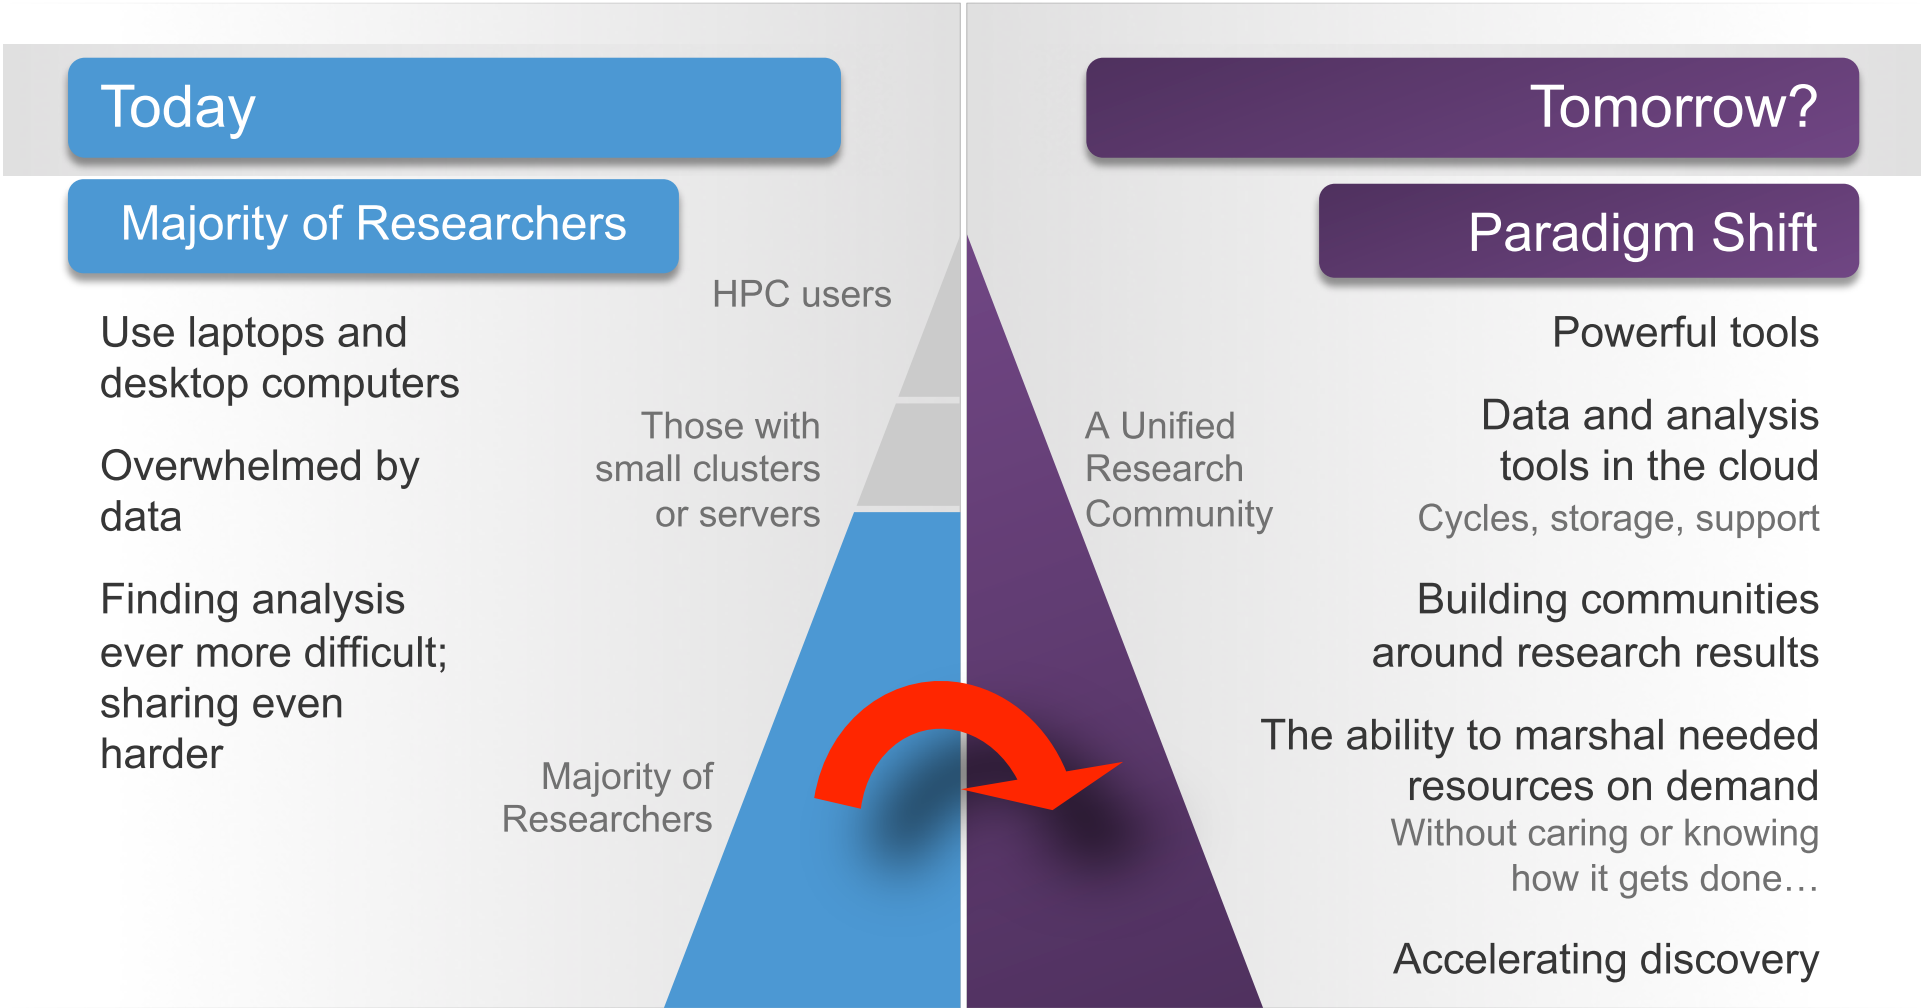 Today
Majority of Researchers
Use laptops and
desktop computers
Overwhelmed by
data
Finding analysis
ever more difficult;
sharing even
harder
HPC users
Those with
small clusters
or servers
Majority of
Researchers
Tomorrow?
Paradigm Shift
A Unified
Research
Community
Powerful tools
Data and analysis
tools in the cloud
Cycles, storage, support
Building communities
around research results
The ability to marshal needed
resources on demand
Without caring or knowing
how it gets done…
Accelerating discovery